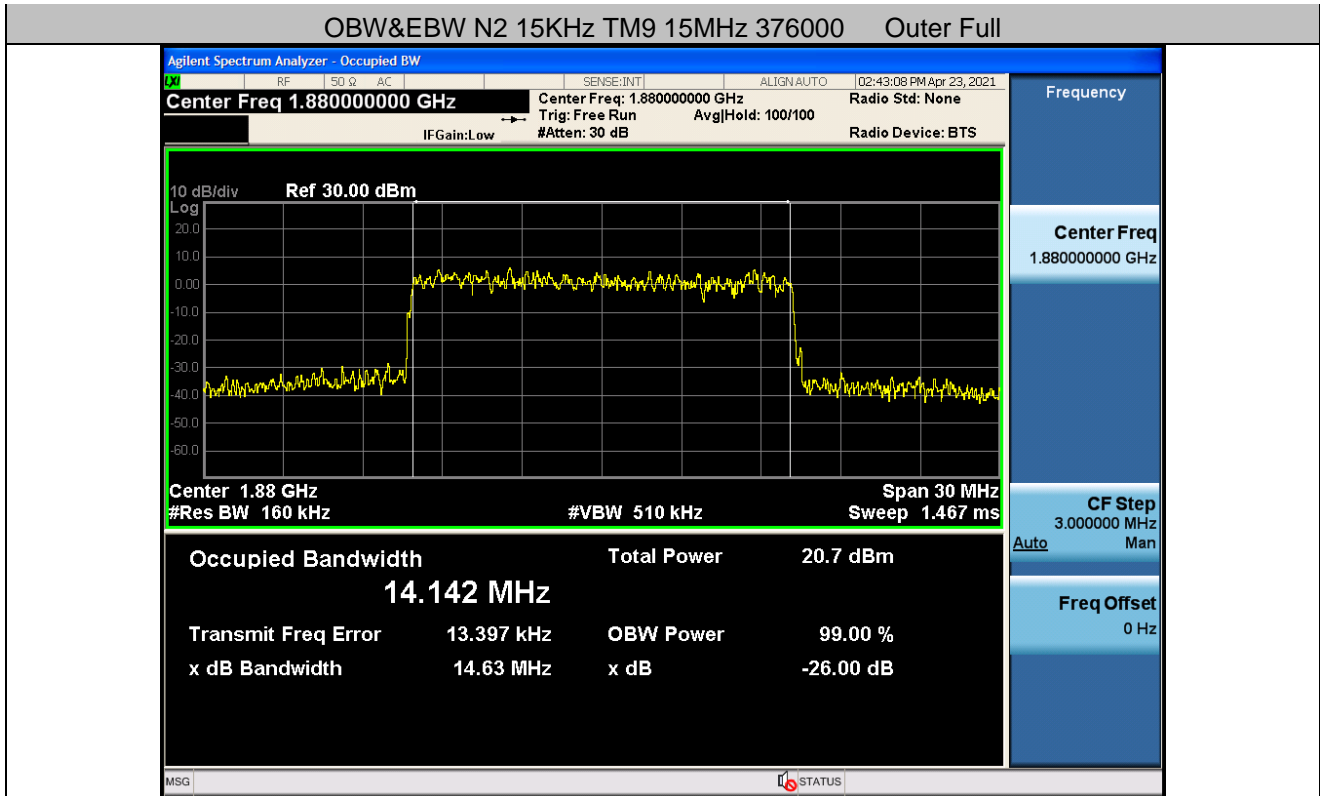 OBW&EBW N2 15KHz TM9 15MHz 376000 Outer Full
Agilent Spectrum Analyzer - Occupied BW
LXI RF 50 Ω AC SENSE:INT ALIGN AUTO 02:43:08 PM Apr 23, 2021
Center Freq 1.880000000 GHz
Center Freq: 1.880000000 GHz
Radio Std: None
Trig: Free Run Avg|Hold: 100/100
IFGain:Low
#Atten: 30 dB
Radio Device: BTS
10 dB/div Ref 30.00 dBm
Log
20.0
10.0
0.00
-10.0
-20.0
-30.0
-40.0
-50.0
-60.0
Center 1.88 GHz Span 30 MHz
#Res BW 160 kHz #VBW 510 kHz Sweep 1.467 ms
Occupied Bandwidth Total Power 20.7 dBm
14.142 MHz
Transmit Freq Error 13.397 kHz OBW Power 99.00 %
x dB Bandwidth 14.63 MHz x dB -26.00 dB
Frequency
Center Freq
1.880000000 GHz
CF Step
3.000000 MHz
Auto Man
Freq Offset
0 Hz
MSG STATUS